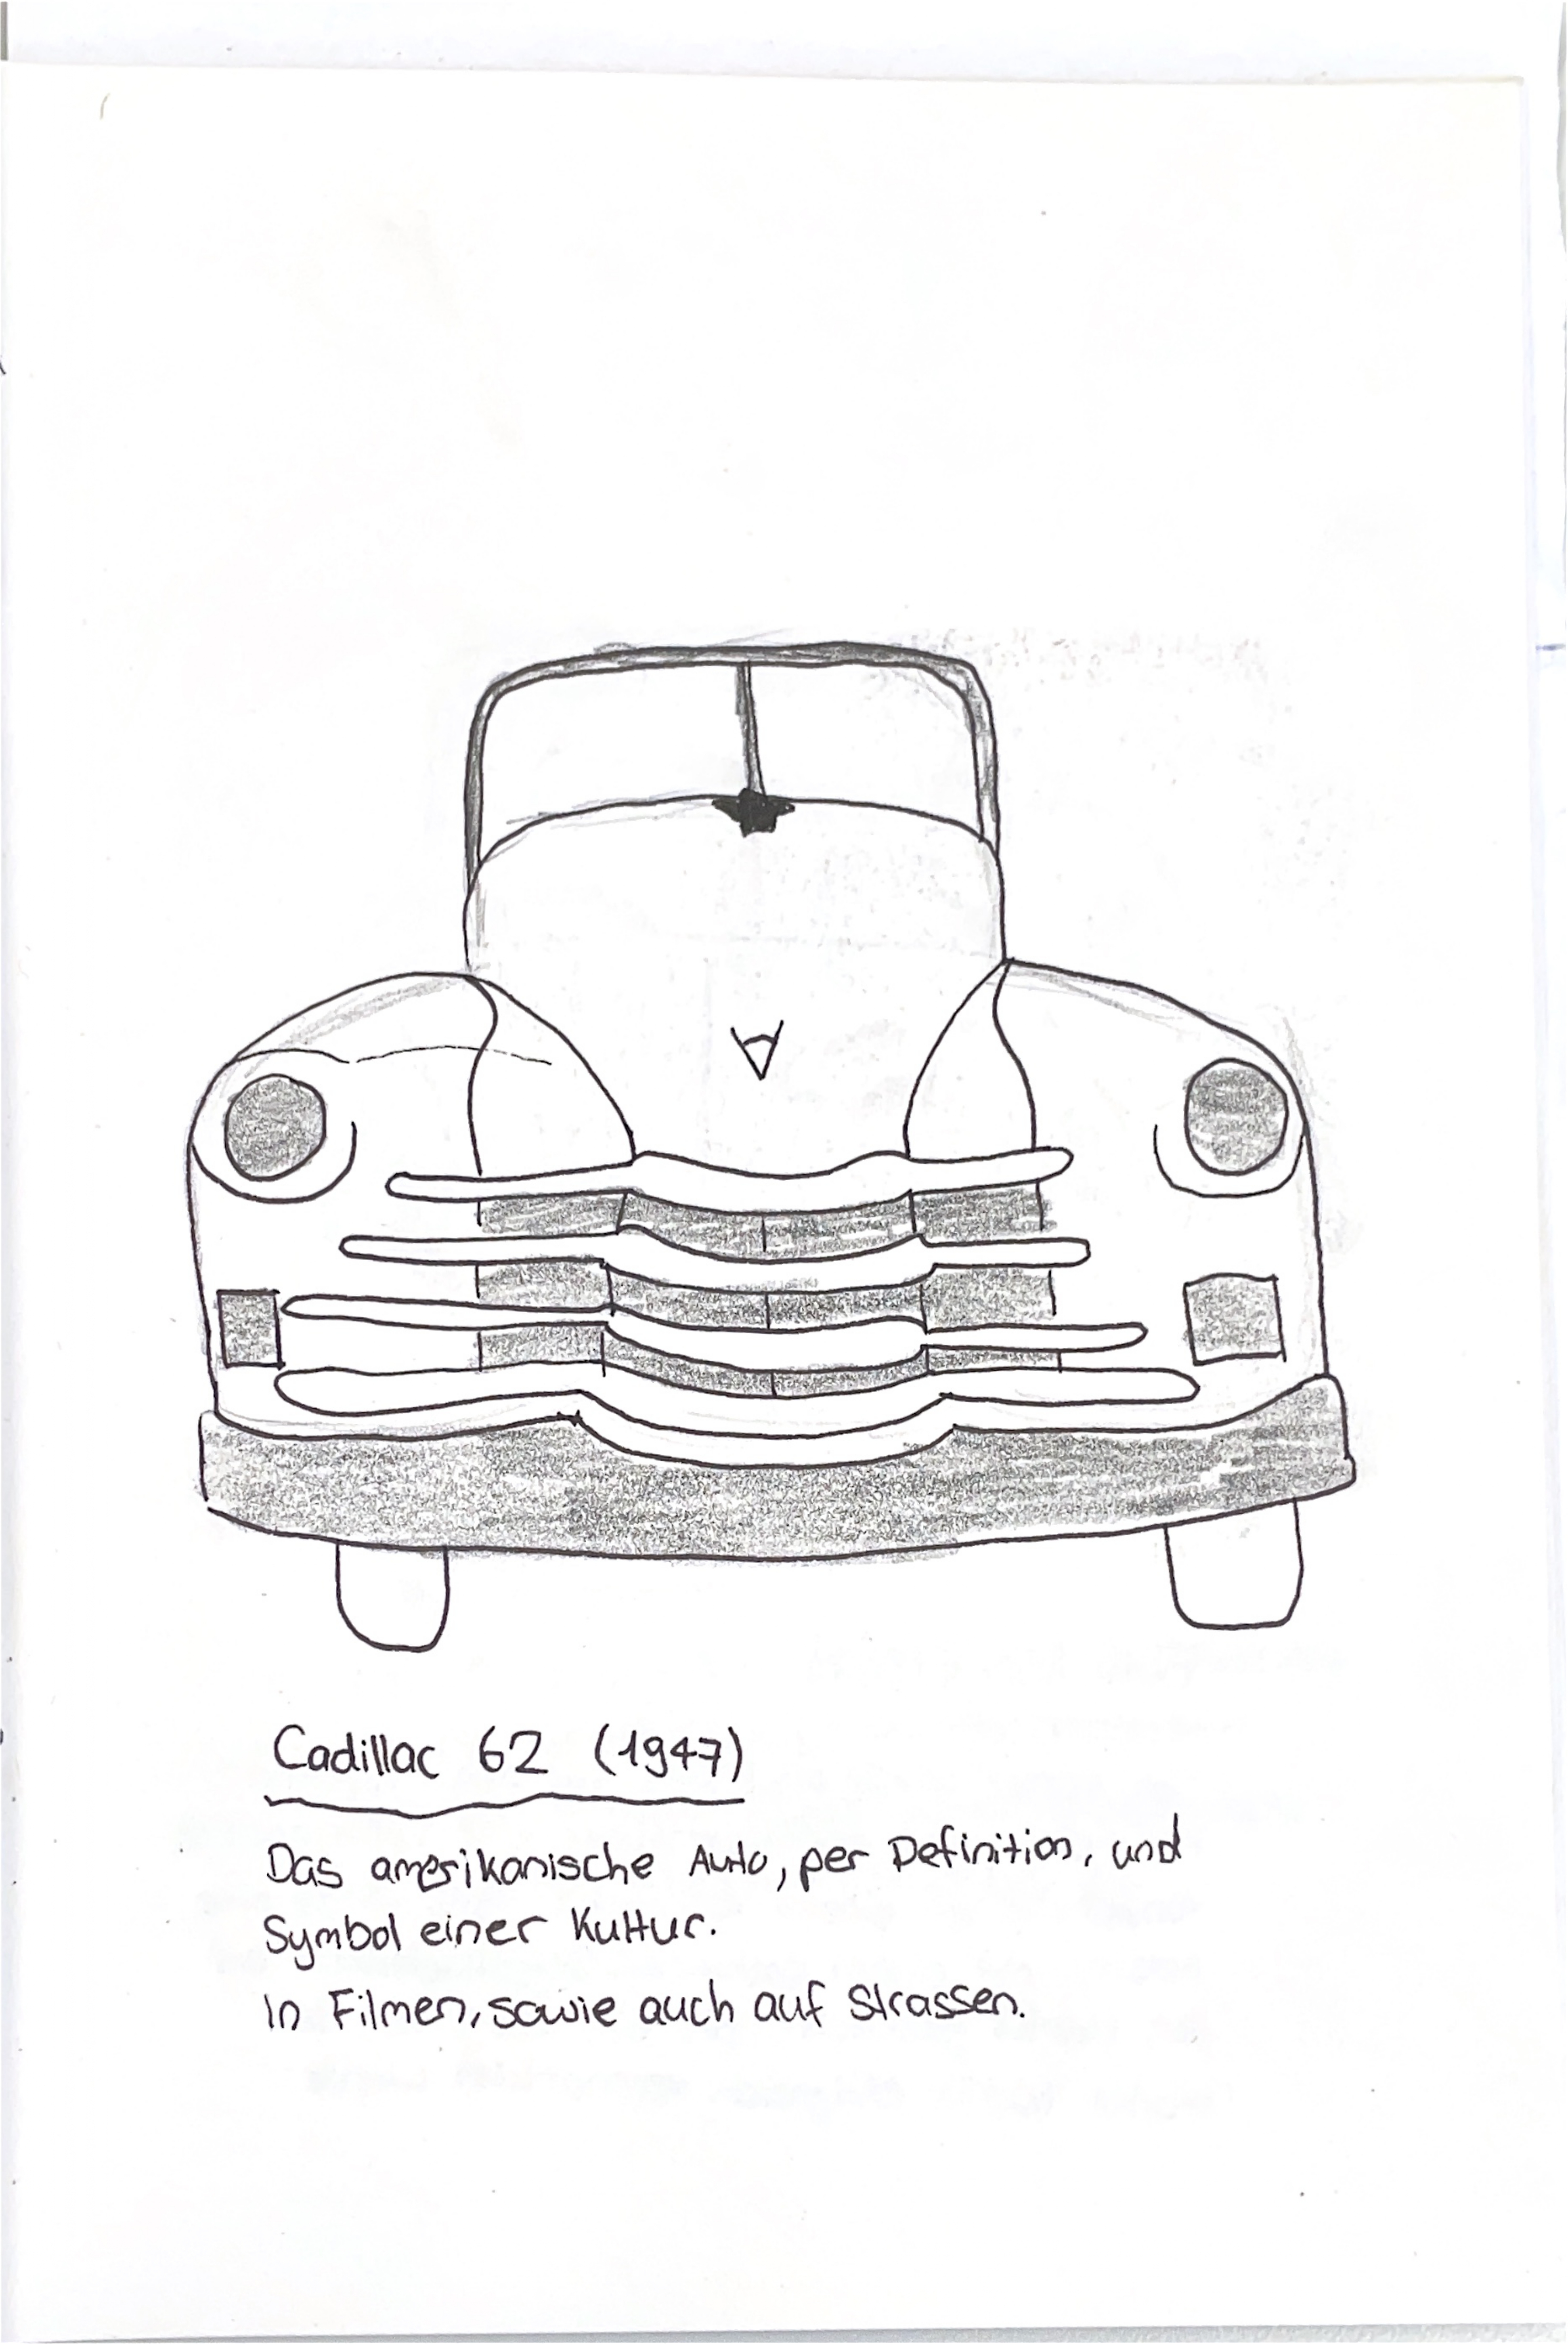 Cadillac 62 (1947)
Das amerikanische Auto, per Definition, und
Symbol einer Kultur.
In Filmen, sowie auch auf Strassen.